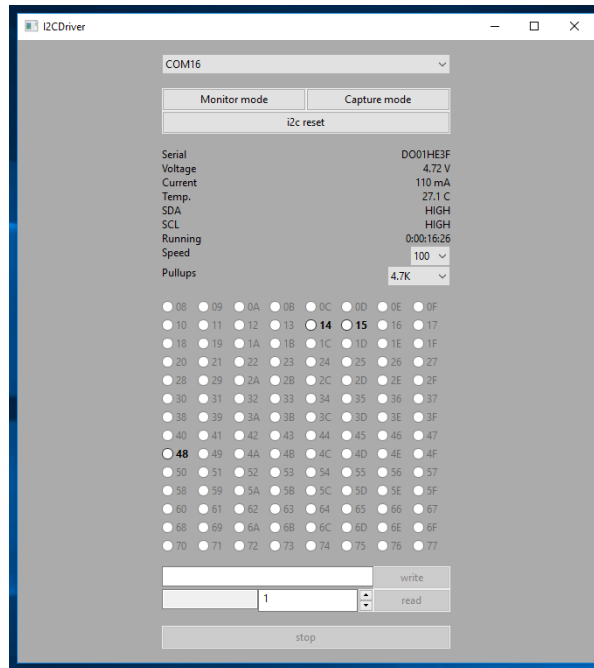 I2CDriver
COM16
Monitor mode Capture mode
i2c reset
Serial DO01HE3F
Voltage 4.72 V
Current 110 mA
Temp. 27.1 C
SDA HIGH
SCL HIGH
Running 0:00:16:26
Speed 100
Pullups 4.7K
08 09 0A 0B 0C 0D 0E 0F
10 11 12 13 14 15 16 17
18 19 1A 1B 1C 1D 1E 1F
20 21 22 23 24 25 26 27
28 29 2A 2B 2C 2D 2E 2F
30 31 32 33 34 35 36 37
38 39 3A 3B 3C 3D 3E 3F
40 41 42 43 44 45 46 47
48 49 4A 4B 4C 4D 4E 4F
50 51 52 53 54 55 56 57
58 59 5A 5B 5C 5D 5E 5F
60 61 62 63 64 65 66 67
68 69 6A 6B 6C 6D 6E 6F
70 71 72 73 74 75 76 77
write
1 read
stop